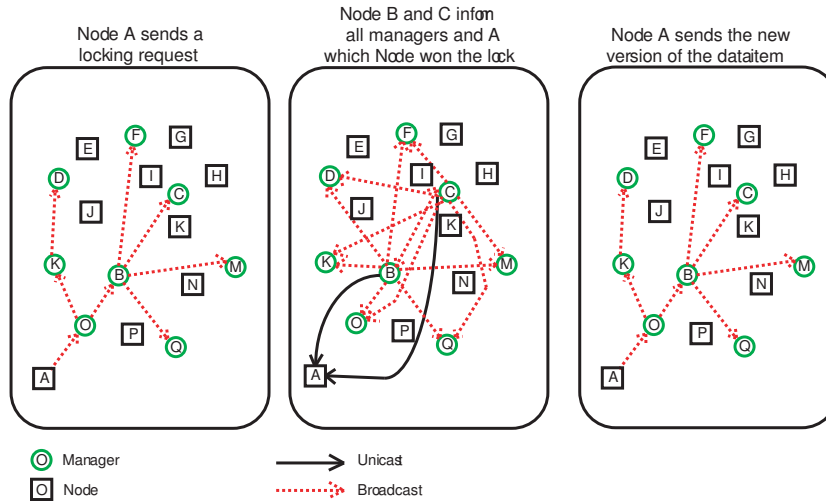 Node A sends a
locking request
Node B and C inform
all managers and A
which Node won the lock
Node A sends the new
version of the dataitem
E
F
G
D
I
C
H
J
K
K
B
M
N
O
P
Q
A
E
F
G
D
I
C
H
J
K
K
B
M
N
O
P
Q
A
E
F
G
D
I
C
H
J
K
K
B
M
N
O
P
Q
A
O Manager
O Node
Unicast
Broadcast